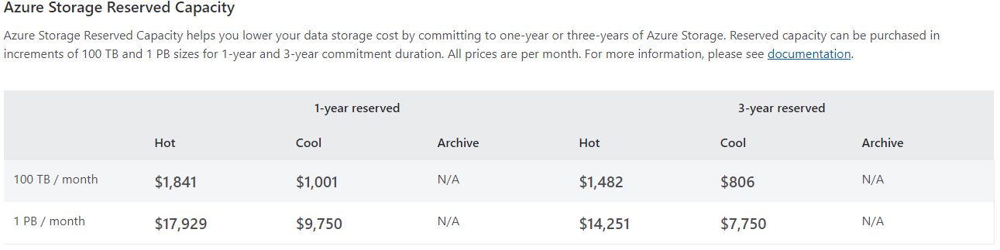 Azure Storage Reserved Capacity
Azure Storage Reserved Capacity helps you lower your data storage cost by committing to one-year or three-years of Azure Storage. Reserved capacity can be purchased in
increments of 100 TB and 1 PB sizes for 1-year and 3-year commitment duration. All prices are per month. For more information, please see documentation.
1-year reserved 3-year reserved
Hot Cool Archive Hot Cool Archive
100 TB / month $1,841 $1,001 N/A $1,482 $806 N/A
1 PB / month $17,929 $9,750 N/A $14,251 $7,750 N/A